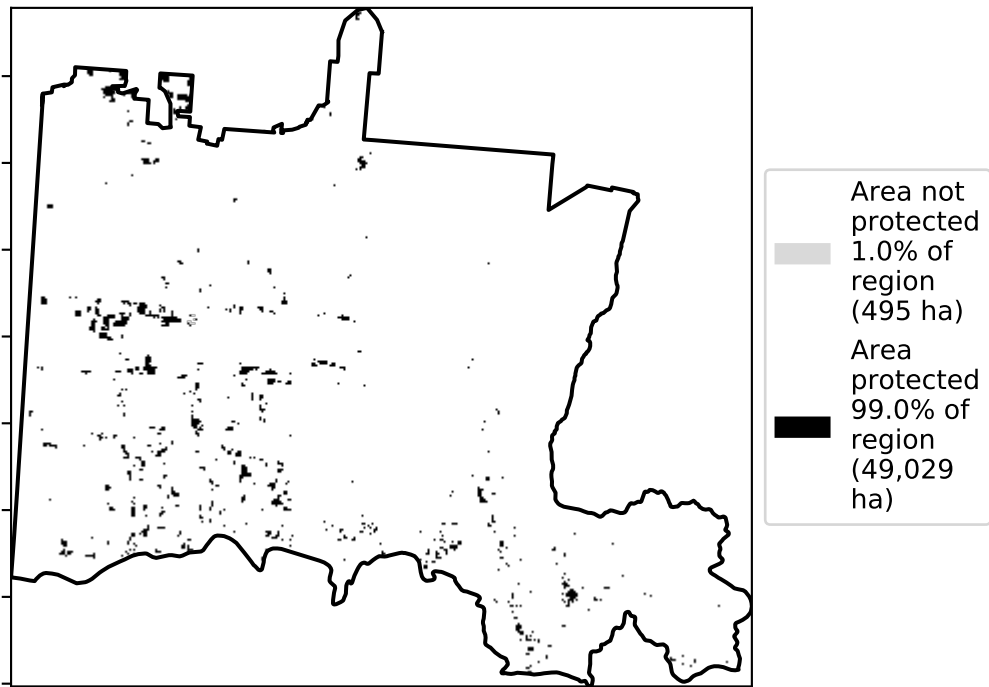 Area not
protected
1.0% of
region
(495 ha)
Area
protected
99.0% of
region
(49,029
ha)